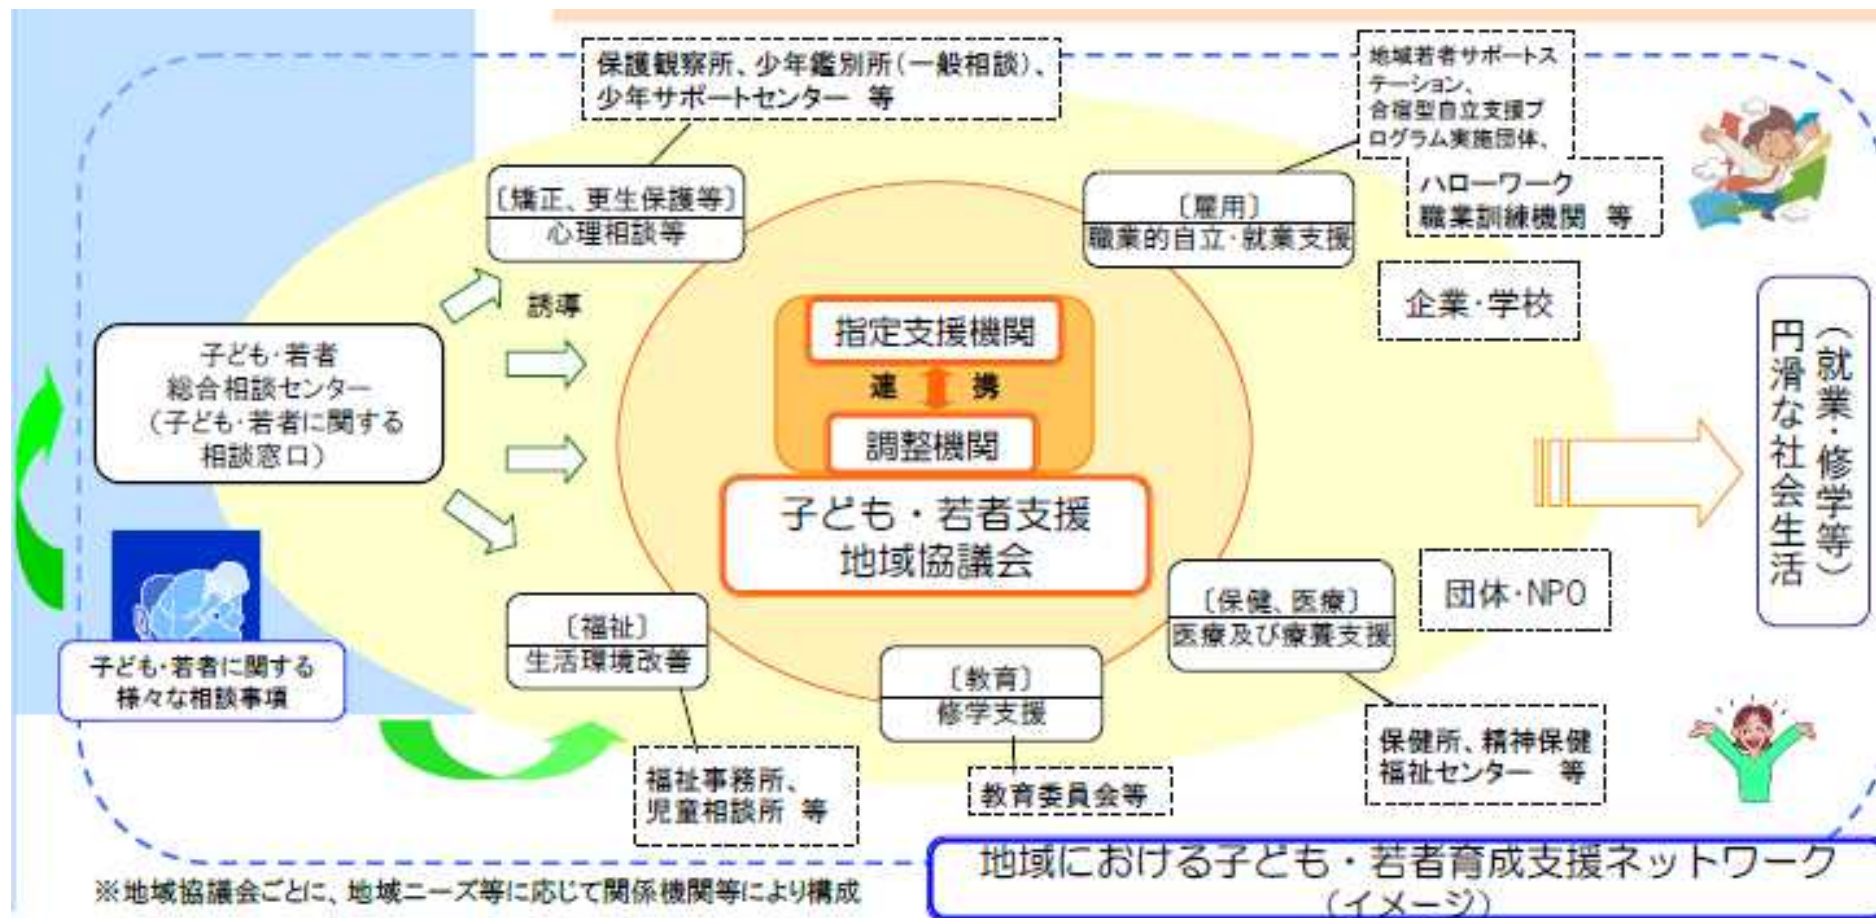 保護観察所、少年鑑別所(一般相談)、
少年サポートセンター 等
地域若者サポートス
テーション、
合宿型自立支援プ
ログラム実施団体、
ハローワーク
職業訓練機関 等
〔矯正、更生保護等〕
心理相談等
〔雇用〕
職業的自立・就業支援
企業・学校
誘導
指定支援機関
連 携
調整機関
子ども・若者支援
地域協議会
子ども・若者
総合相談センター
(子ども・若者に関する
相談窓口)
(就業・修学等)
円滑な社会生活
団体・NPO
〔保健、医療〕
医療及び療養支援
〔福祉〕
生活環境改善
〔教育〕
修学支援
子ども・若者に関する
様々な相談事項
保健所、精神保健
福祉センター 等
福祉事務所、
児童相談所 等
教育委員会等
地域における子ども・若者育成支援ネットワーク
(イメージ)
※地域協議会ごとに、地域ニーズ等に応じて関係機関等により構成